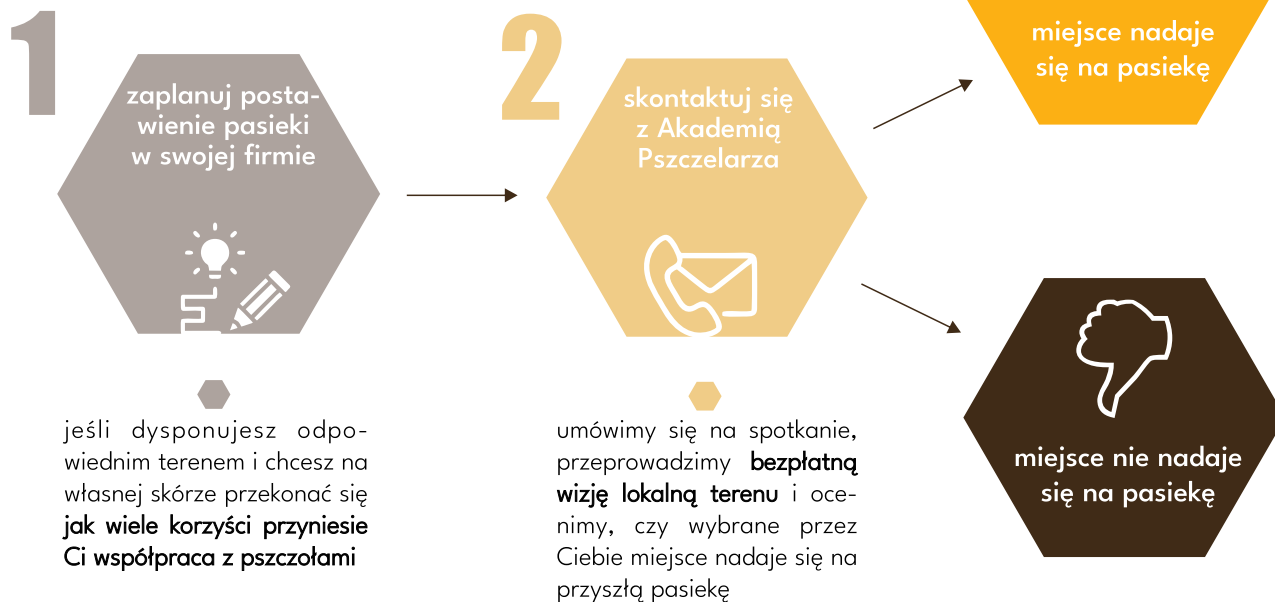 1
zaplanuj posta-
wienie pasieki
w swojej firmie
jeśli dysponujesz odpo-
wiednim terenem i chcesz na
własnej skórze przekonać się
jak wiele korzyści przyniesie
Ci współpraca z pszczołami
2
skontaktuj się
z Akademią
Pszczelarza
umówimy się na spotkanie,
przeprowadzimy bezpłatną
wizję lokalną terenu i oce-
nimy, czy wybrane przez
Ciebie miejsce nadaje się na
przyszłą pasiekę
miejsce nadaje
się na pasiekę
miejsce nie nadaje
się na pasiekę